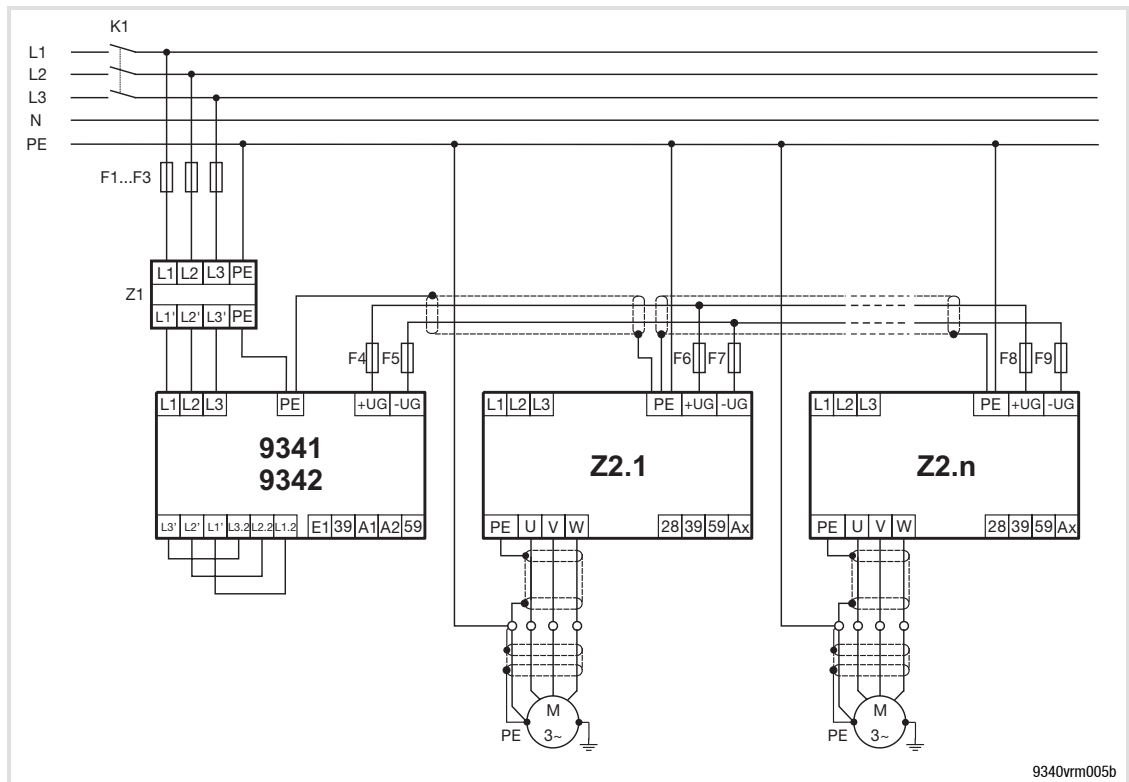 K1
L1
L2
L3
N
PE
F1...F3
L1 L2 L3 PE
Z1
L1' L2' L3' PE
F4 F5 F6 F7 F8 F9
L1 L2 L3 PE +UG -UG
L1 L2 L3 PE +UG -UG
L1 L2 L3 PE +UG -UG
9341
9342
Z2.1
Z2.n
L3' L2' L1' L3.2 L2.2 L1.2 E1 39 A1 A2 59
PE U V W 28 39 59 Ax
PE U V W 28 39 59 Ax
M
3~
PE
M
3~
PE
9340vrm005b